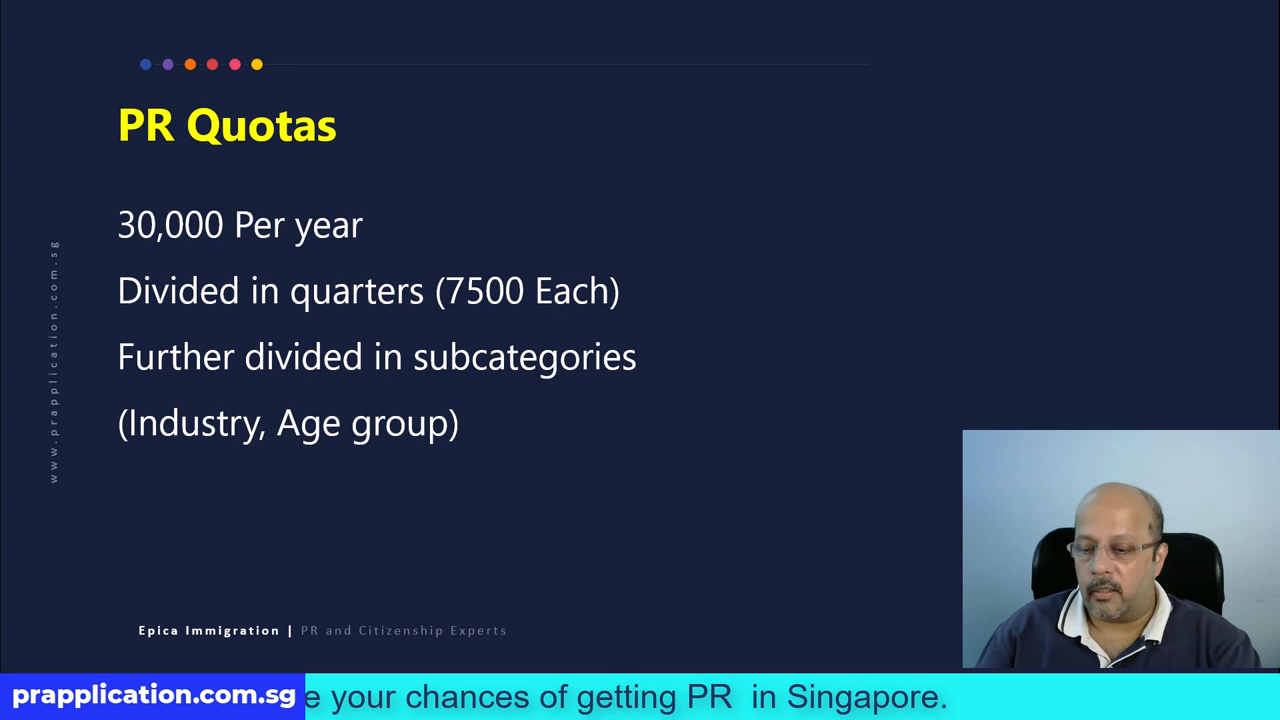 PR Quotas
30,000 Per year
Divided in quarters (7500 Each)
Further divided in subcategories
(Industry, Age group)
www.prapplication.com.sg
Epica Immigration | PR and Citizenship Experts
prapplication.com.sg
e your chances of getting PR in Singapore.